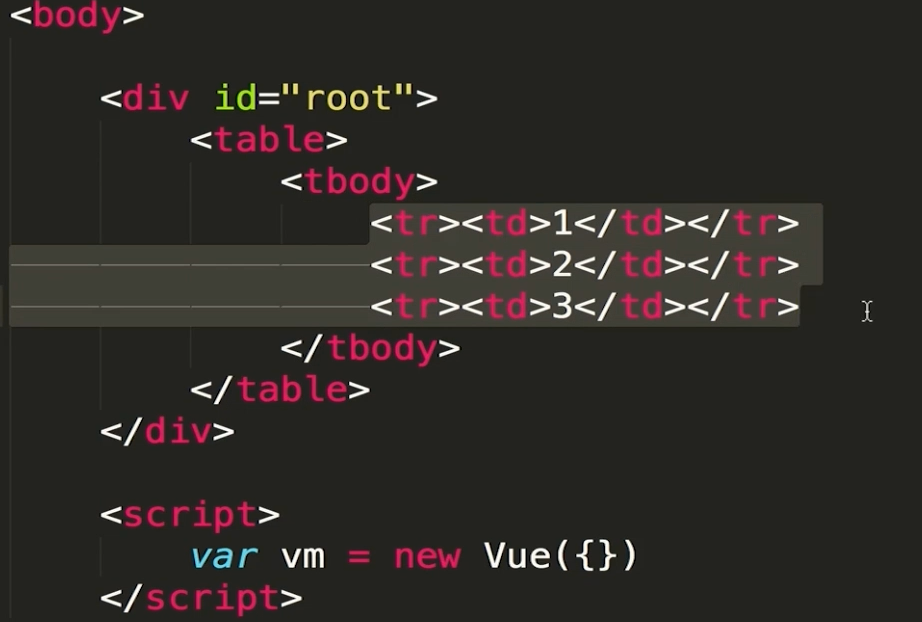 <body>
<div id="root">
<table>
<tbody>
<tr><td>1</td></tr>
<tr><td>2</td></tr>
<tr><td>3</td></tr>
</tbody>
</table>
</div>
<script>
var vm = new Vue({})
</script>